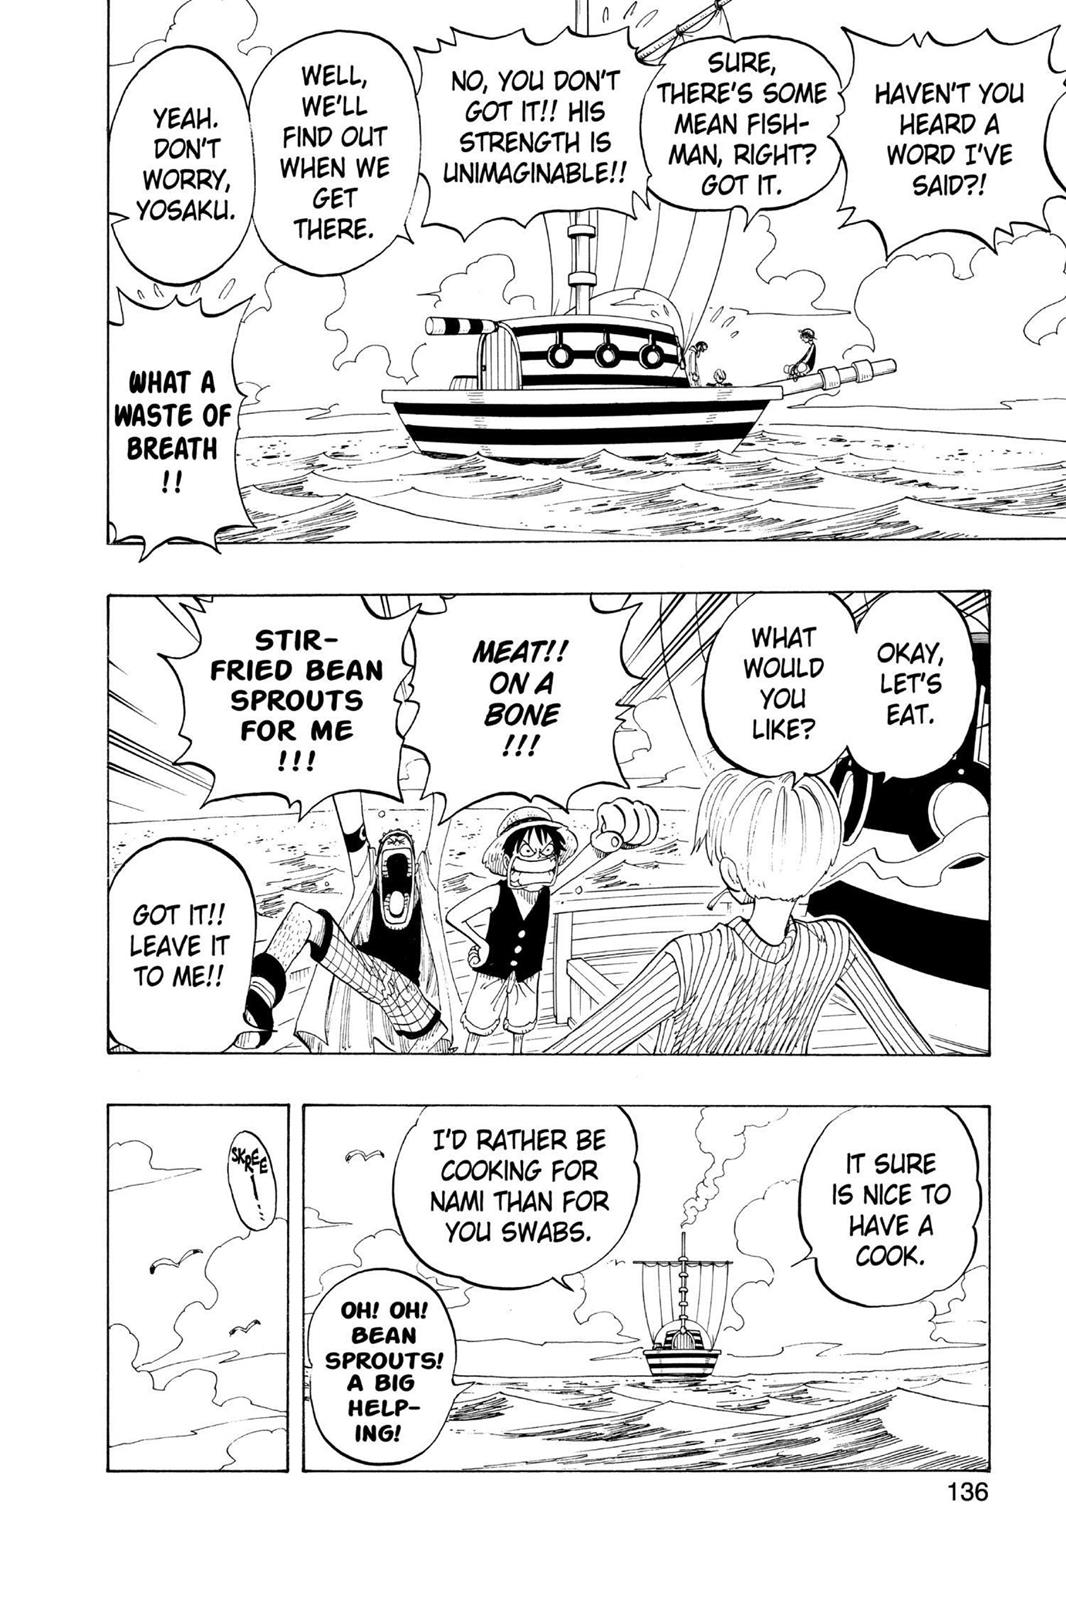 HAVEN'T YOU
HEARD A
WORD I'VE
SAID?!
SURE,
THERE'S SOME
MEAN FISH-
MAN, RIGHT?
GOT IT.
NO, YOU DON'T
GOT IT!! HIS
STRENGTH IS
UNIMAGINABLE!!
WELL,
WE'LL
FIND OUT
WHEN WE
GET
THERE.
YEAH.
DON'T
WORRY,
YOSAKU.
WHAT A
WASTE OF
BREATH
!!
OKAY,
LET'S
EAT.
WHAT
WOULD
YOU
LIKE?
MEAT!!
ON A
BONE
!!!
STIR-
FRIED BEAN
SPROUTS
FOR ME
!!!
GOT IT!!
LEAVE IT
TO ME!!
IT SURE
IS NICE TO
HAVE A
COOK.
I'D RATHER BE
COOKING FOR
NAMI THAN FOR
YOU SWABS.
OH! OH!
BEAN
SPROUTS!
A BIG
HELP-
ING!
SKREE
136